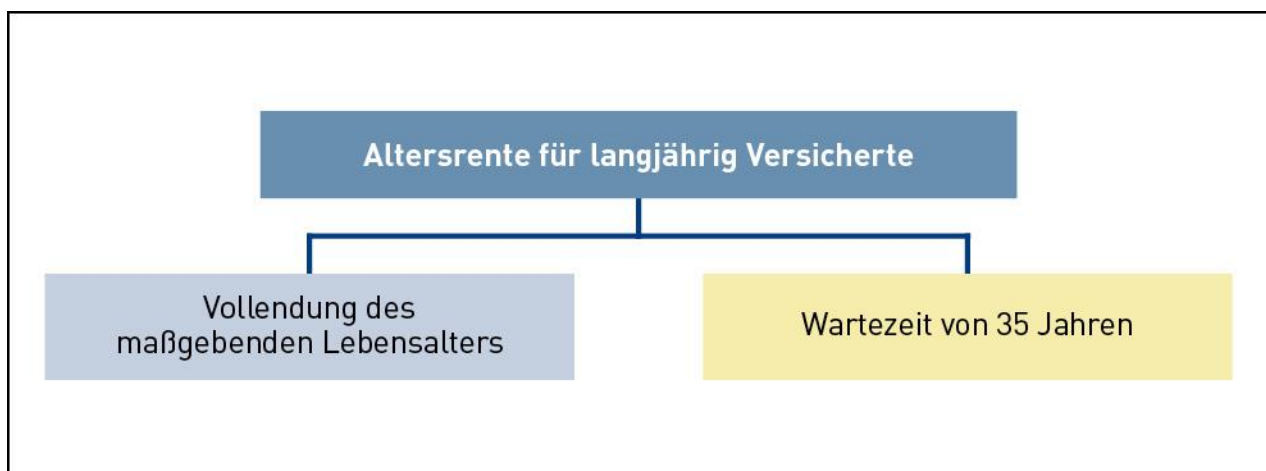 Altersrente für langjährig Versicherte
Vollendung des
maßgebenden Lebensalters
Wartezeit von 35 Jahren